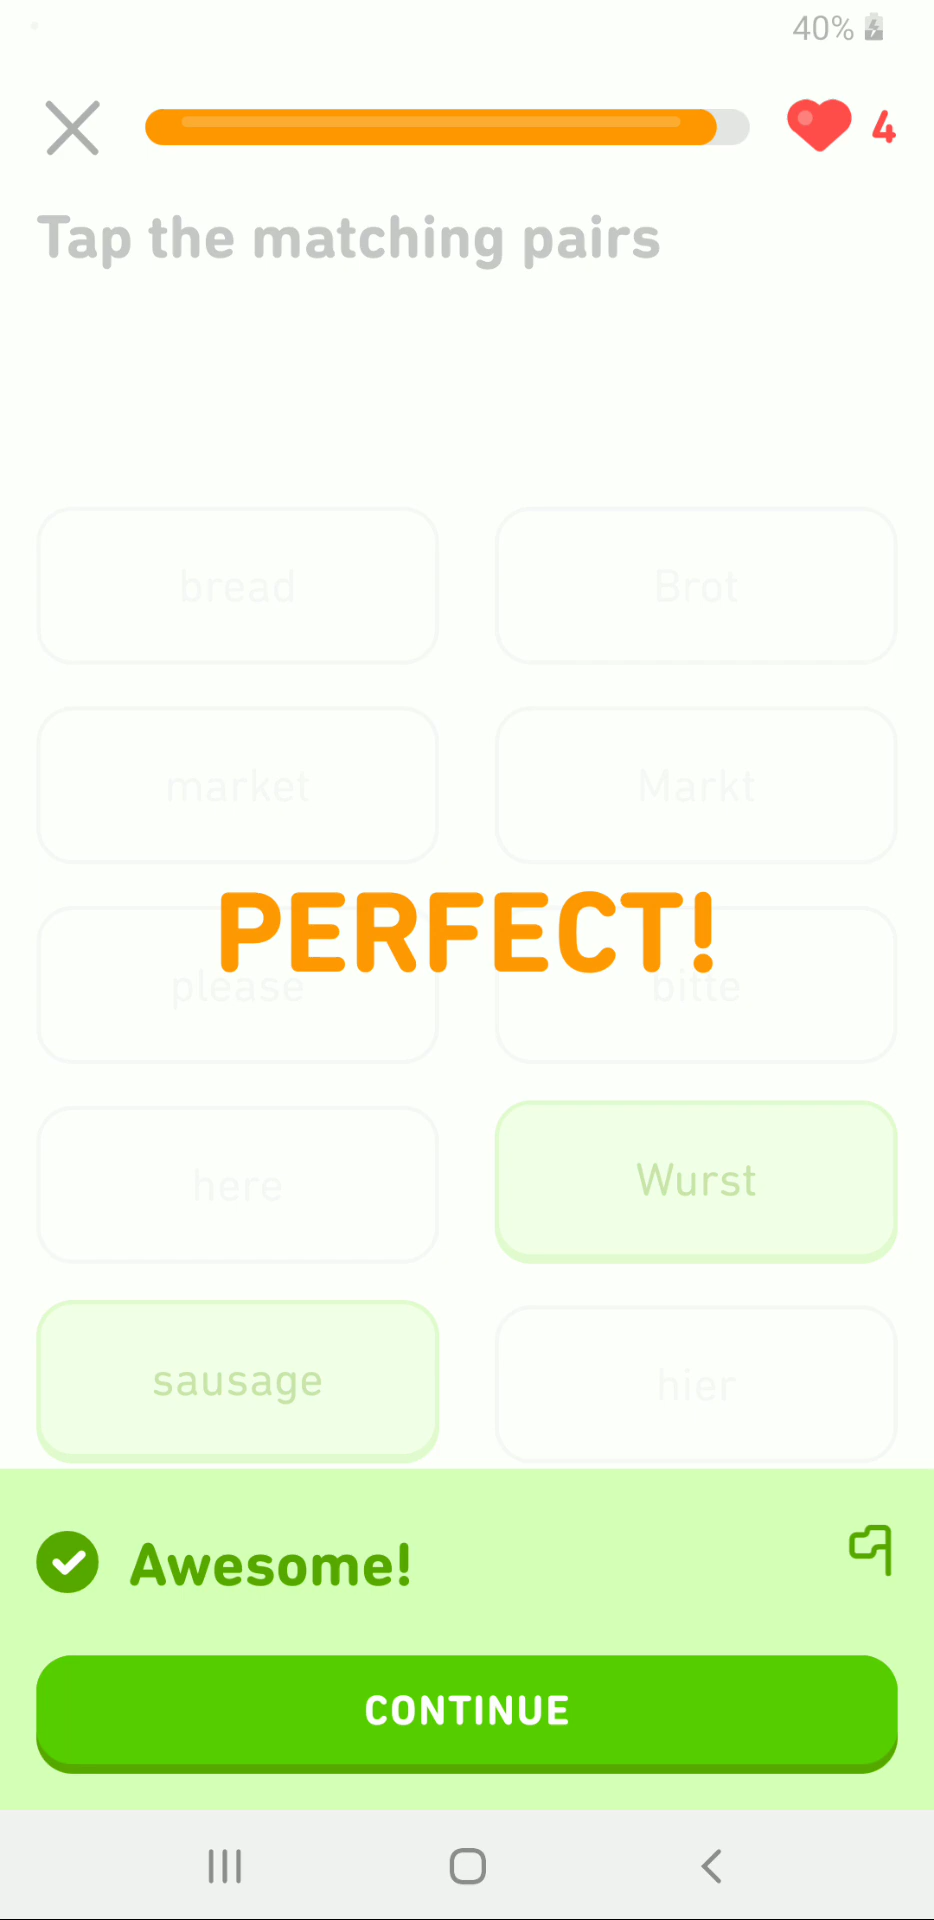 40%
4
Tap the matching pairs
bread Brot
market Markt
PERFECT!
please bitte
here Wurst
sausage hier
Awesome!
CONTINUE